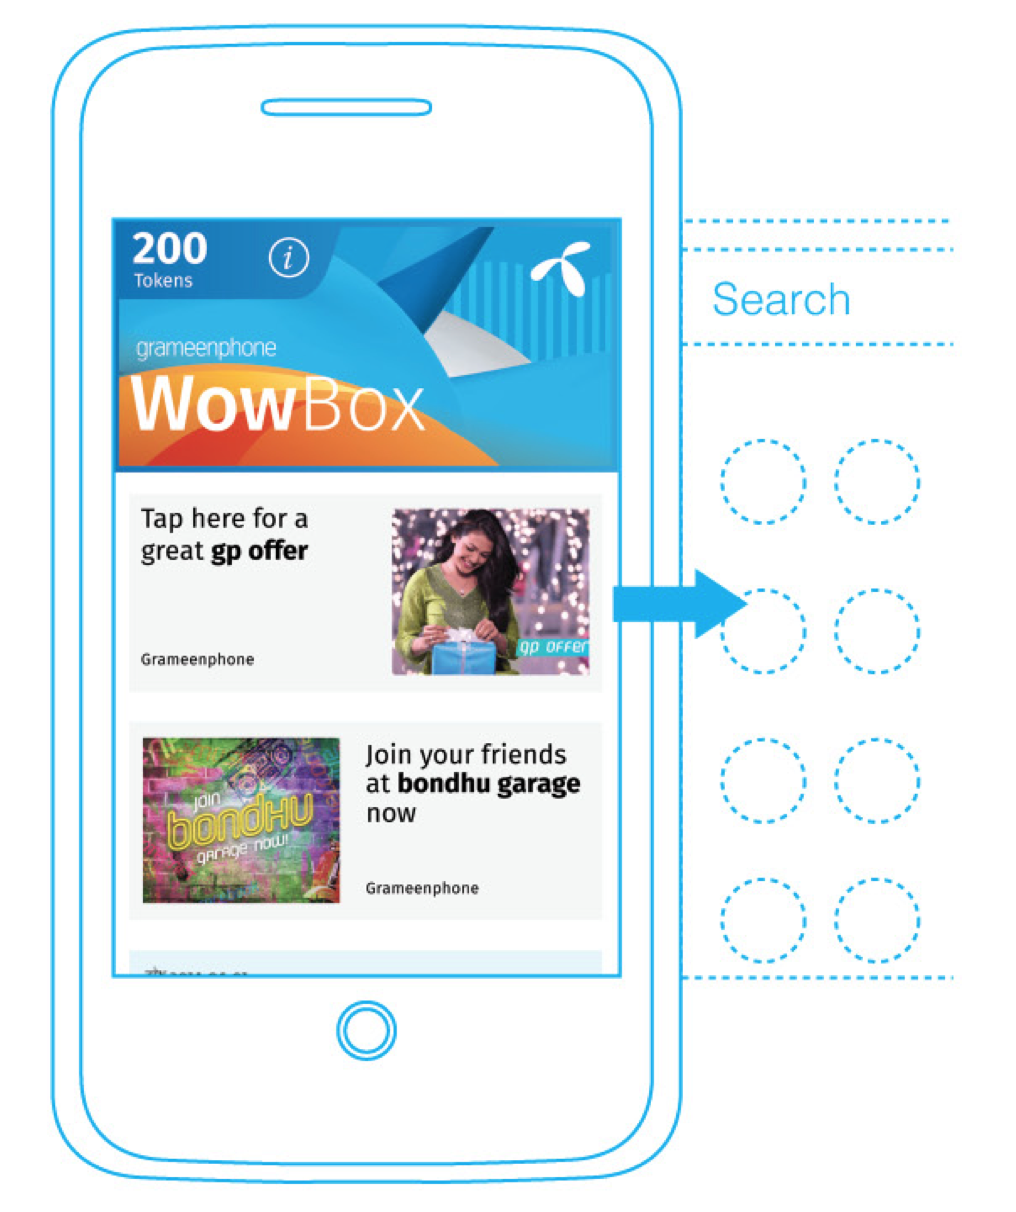 200
Tokens
i
Search
grameenphone
WowBox
Tap here for a
great gp offer
gp offer
Grameenphone
Join your friends
at bondhu garage
now
join
bondhu
garage now!
Grameenphone